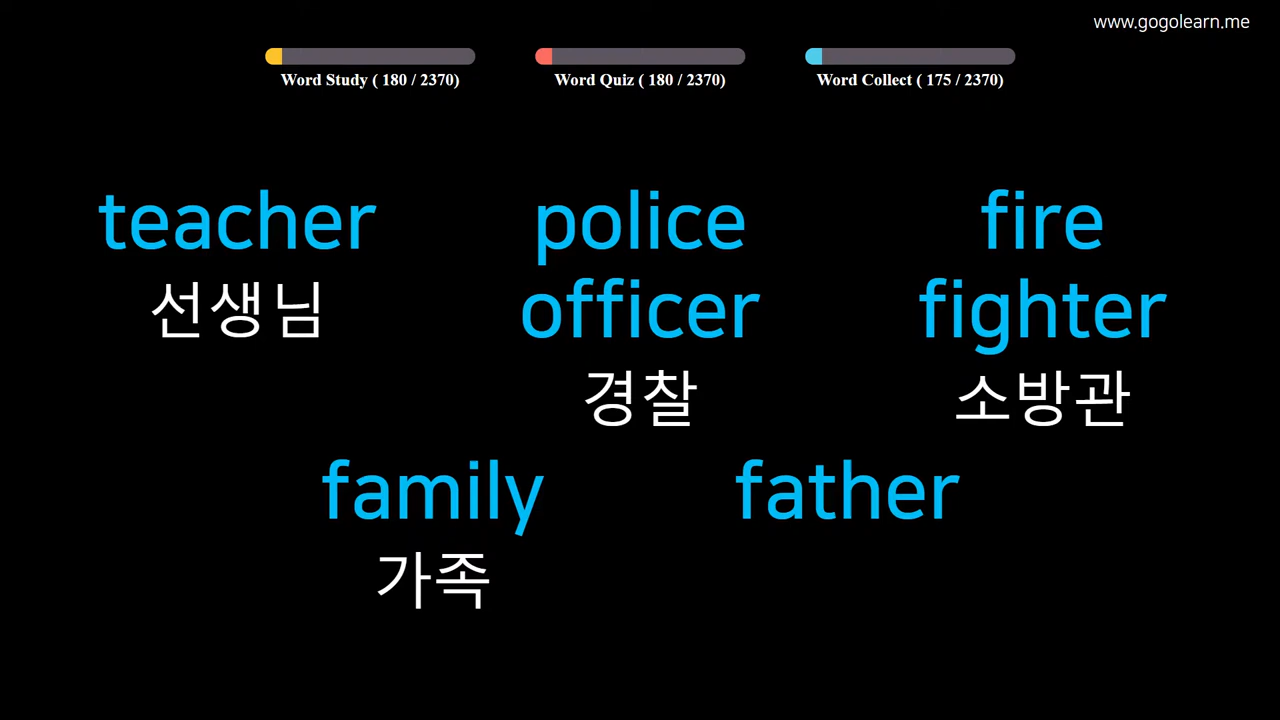 www.gogolearn.me
Word Study ( 180 / 2370)
Word Quiz ( 180 / 2370)
Word Collect ( 175 / 2370)
teacher
선생님
police
officer
경찰
fire
fighter
소방관
family
가족
father